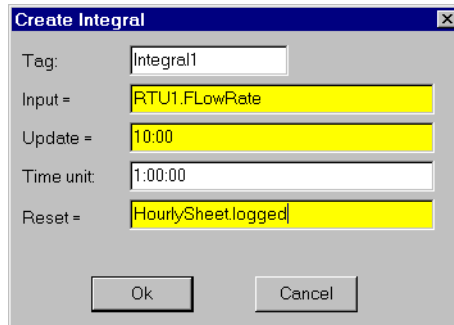 Create Integral
Tag: Integral1
Input = RTU1.FLowRate
Update = 10:00
Time unit: 1:00:00
Reset = HourlySheet.logged
Ok Cancel